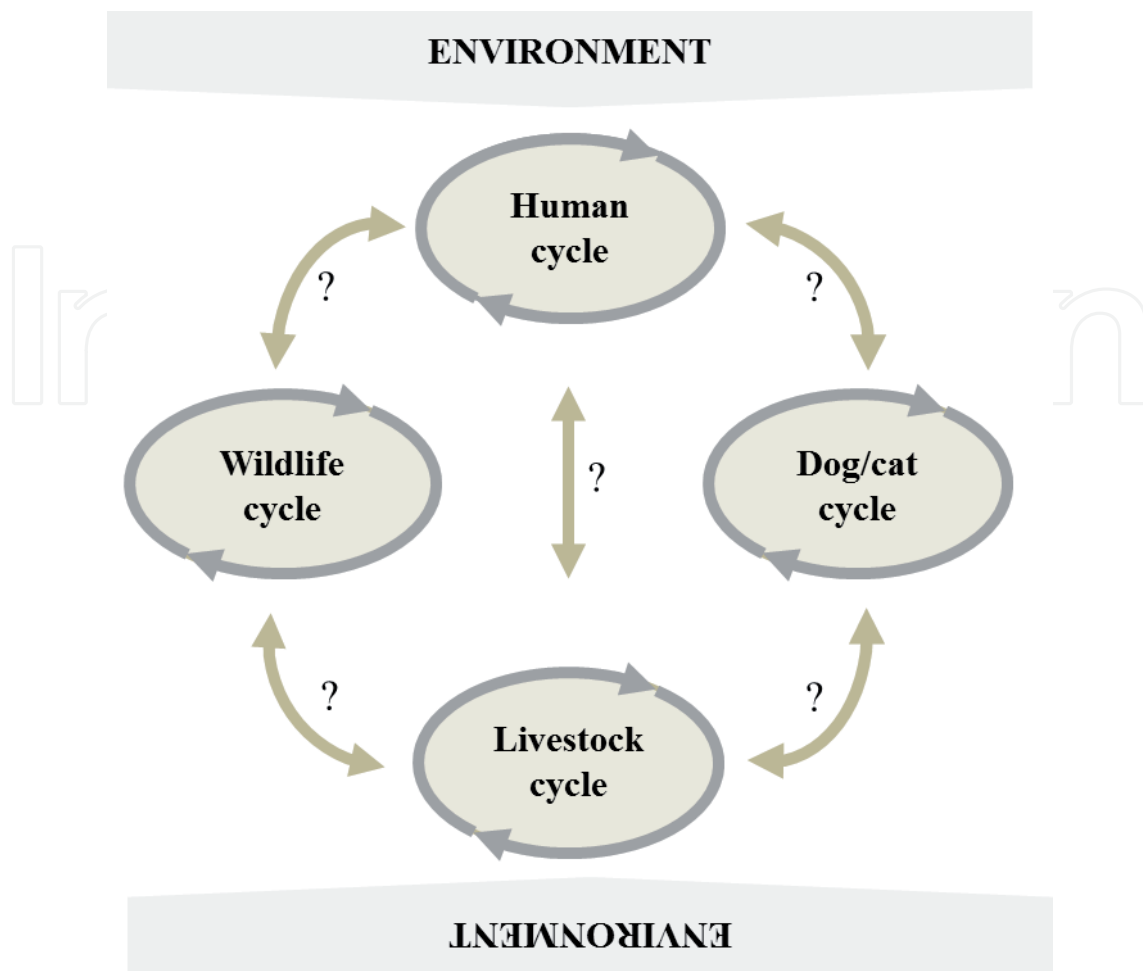 ENVIRONMENT
Human
cycle
?
?
Wildlife
cycle
?
Dog/cat
cycle
?
?
Livestock
cycle
ENVIRONMENT